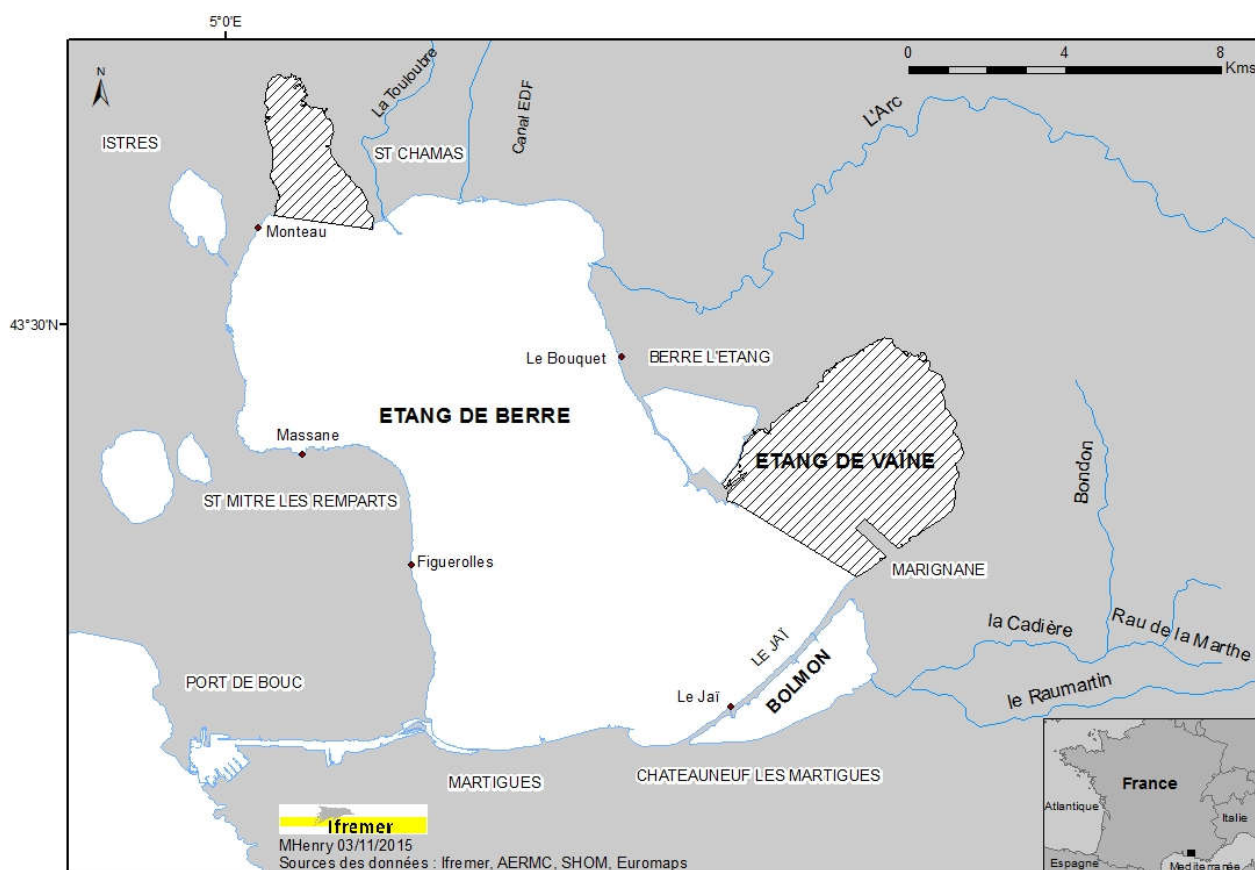 5°0'E
0 4 8
Kms
N
La Touloubre
Canal EDF
L'Arc
ISTRES
ST CHAMAS
Monteau
43°30'N
Le Bouquet
BERRE L'ETANG
ETANG DE BERRE
Massane
ETANG DE VAÏNE
Bondon
ST MITRE LES REMPARTS
Figuerolles
MARIGNANE
la Cadière
Rau de la Marthe
LE JAÏ
PORT DE BOUC
Le Jaï
BOLMON
le Raumartin
MARTIGUES
CHATEAUNEUF LES MARTIGUES
France
Atlantique
Italie
Espagne
Mediterranée
Ifremer
MHenry 03/11/2015
Sources des données : Ifremer, AERMC, SHOM, Euromaps